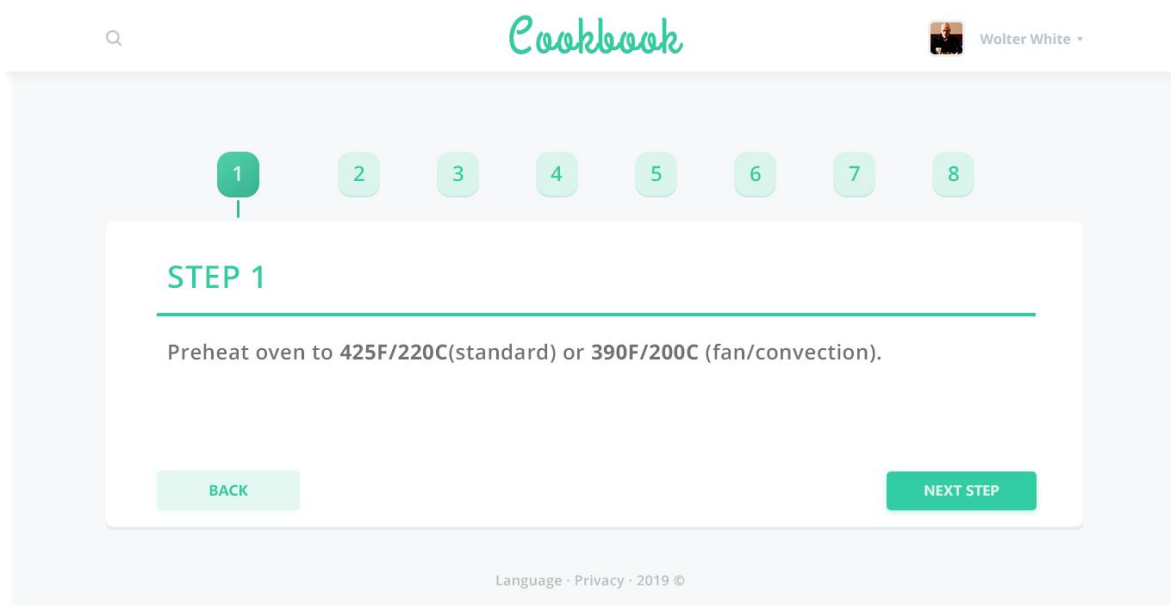 Cookbook
Wolter White
1 2 3 4 5 6 7 8
STEP 1
Preheat oven to 425F/220C(standard) or 390F/200C (fan/convection).
BACK NEXT STEP
Language · Privacy · 2019 ©